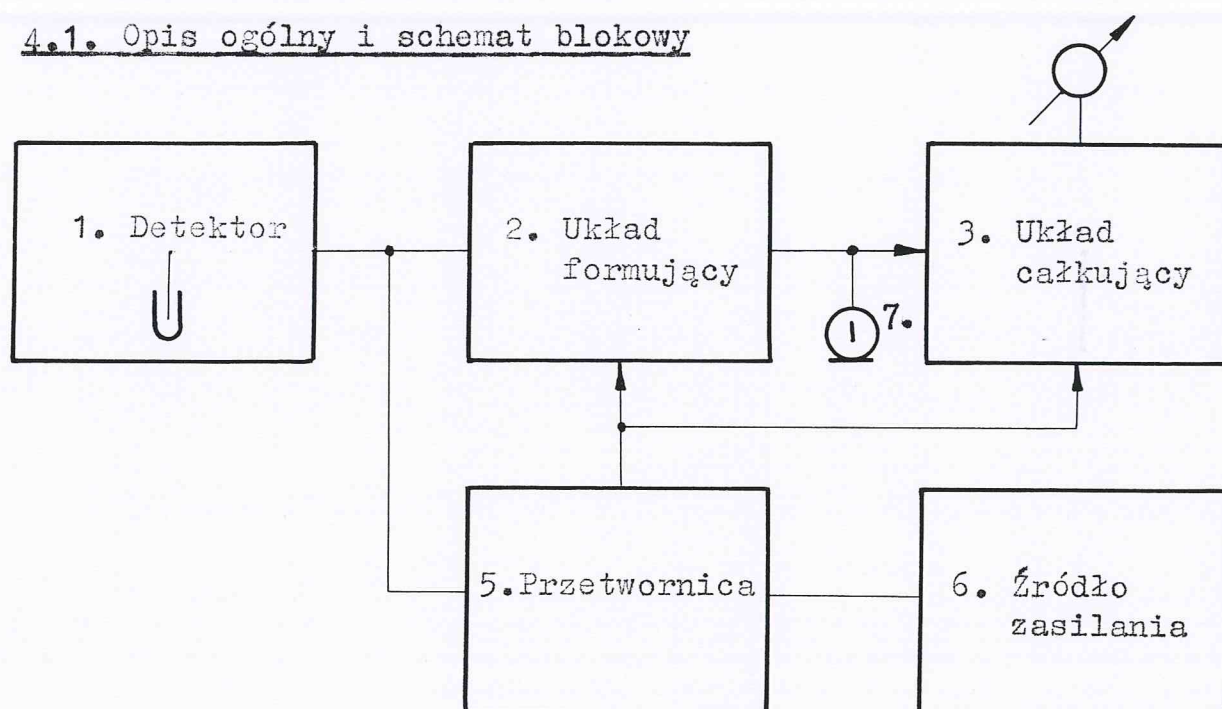 4.1. Opis ogólny i schemat blokowy
1. Detektor
2. Układ
formujący
3. Układ
całkujący
7.
5.Przetwornica
6. Źródło
zasilania